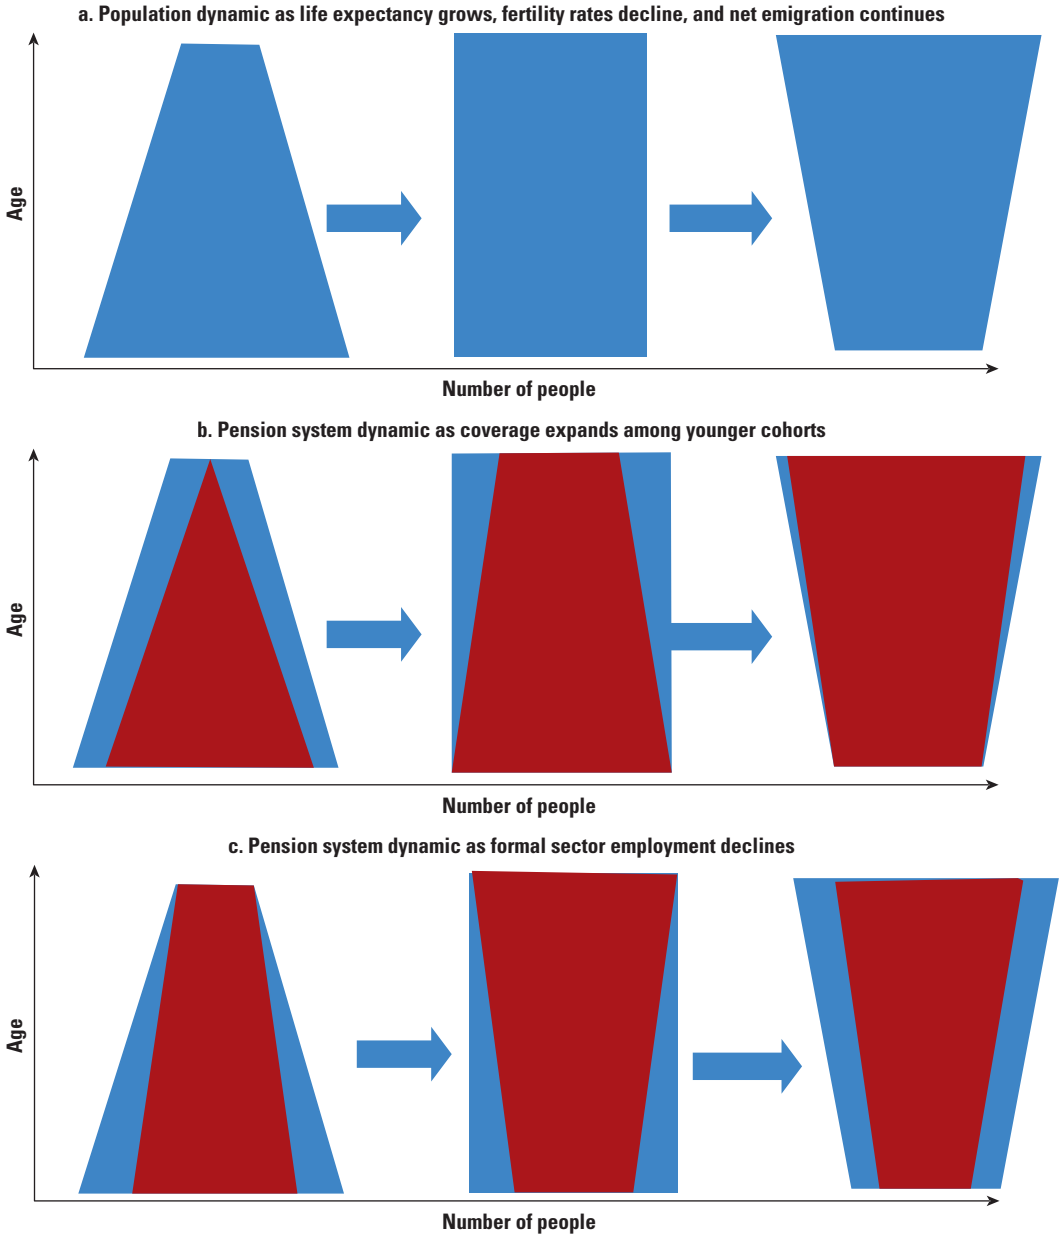 a. Population dynamic as life expectancy grows, fertility rates decline, and net emigration continues
Age
Number of people
b. Pension system dynamic as coverage expands among younger cohorts
Age
Number of people
c. Pension system dynamic as formal sector employment declines
Age
Number of people